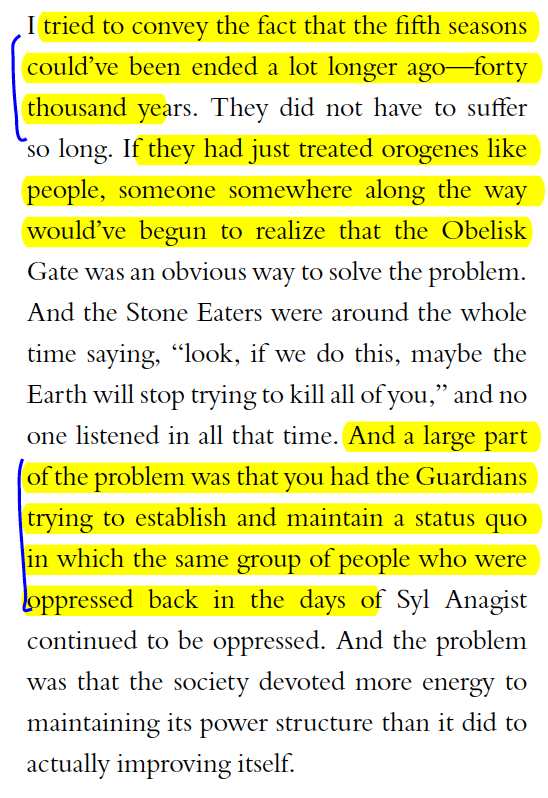 I tried to convey the fact that the fifth seasons
could’ve been ended a lot longer ago—forty
thousand years. They did not have to suffer
so long. If they had just treated orogenes like
people, someone somewhere along the way
would’ve begun to realize that the Obelisk
Gate was an obvious way to solve the problem.
And the Stone Eaters were around the whole
time saying, “look, if we do this, maybe the
Earth will stop trying to kill all of you,” and no
one listened in all that time. And a large part
of the problem was that you had the Guardians
trying to establish and maintain a status quo
in which the same group of people who were
oppressed back in the days of Syl Anagist
continued to be oppressed. And the problem
was that the society devoted more energy to
maintaining its power structure than it did to
actually improving itself.